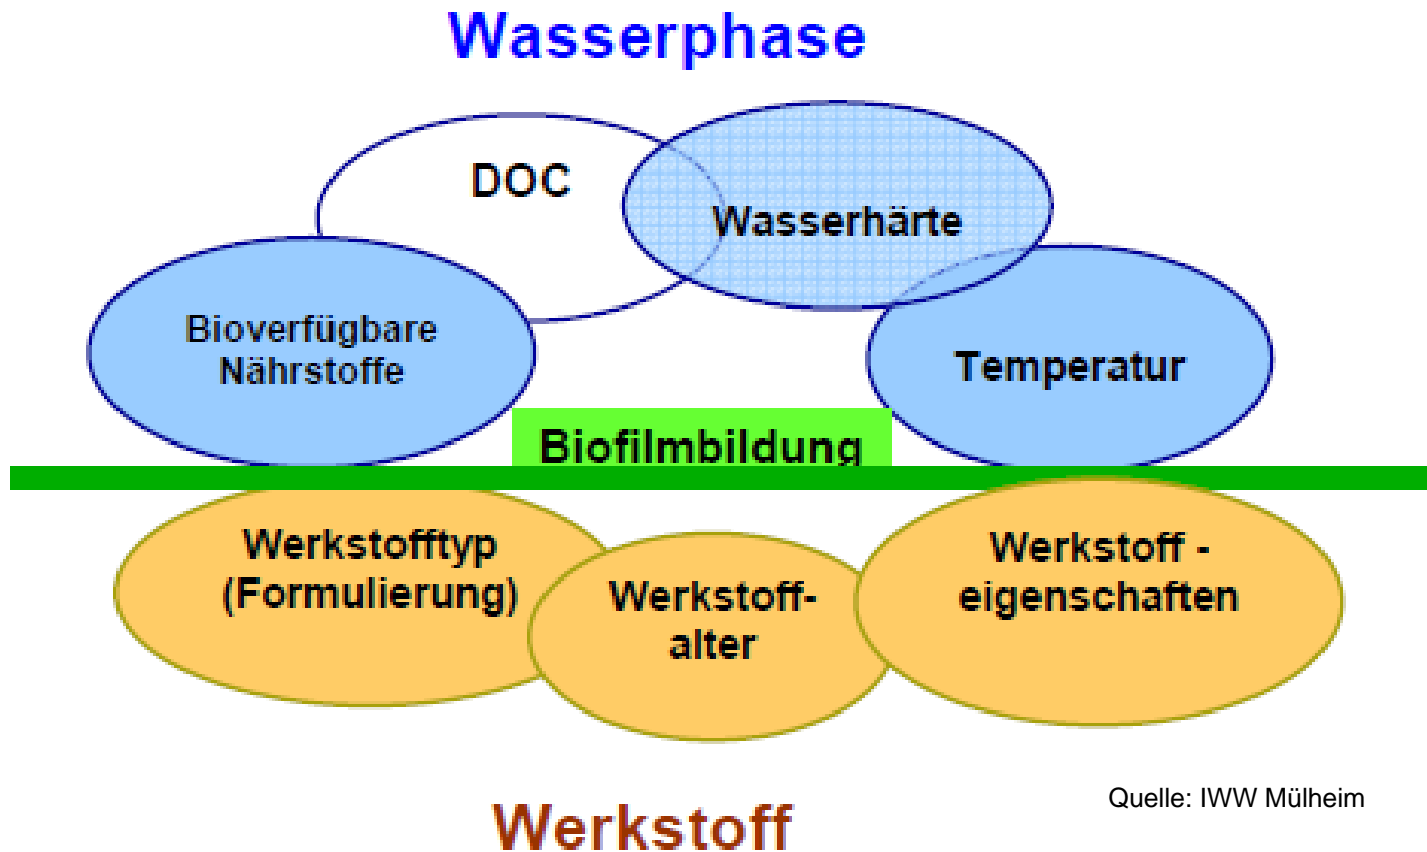 Wasserphase
DOC
Wasserhärte
Bioverfügbare
Nährstoffe
Temperatur
Biofilmbildung
Werkstofftyp
(Formulierung)
Werkstoff-
alter
Werkstoff -
eigenschaften
Quelle: IWW Mülheim
Werkstoff